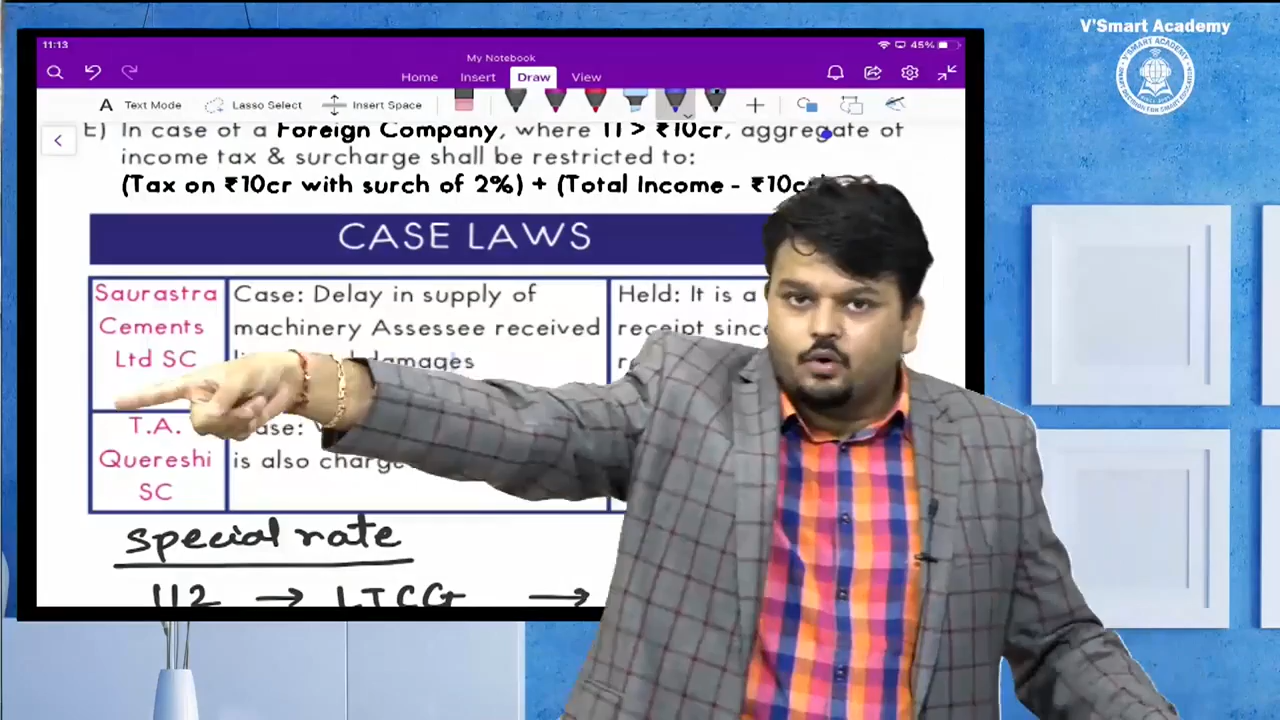 V'Smart Academy
11:13
45%
My Notebook
Home Insert Draw View
A Text Mode Lasso Select Insert Space
E) In case of a Foreign Company, where TI > ₹10cr, aggregate of
income tax & surcharge shall be restricted to:
(Tax on ₹10cr with surch of 2%) + (Total Income - ₹10cr
CASE LAWS
Saurastra
Cements
Ltd SC
Case: Delay in supply of
machinery Assessee received
damages
Held: It is a
receipt since
T.A.
Quereshi
SC
is also
special rate
112 → LTCG →